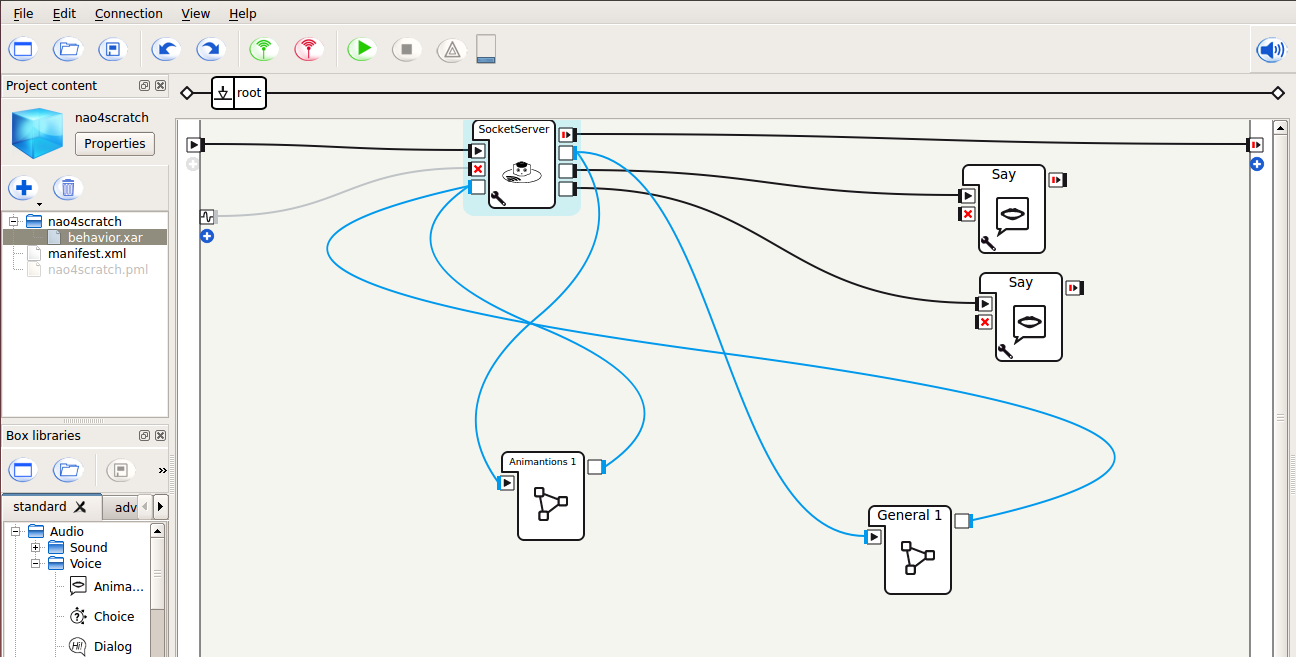 File Edit Connection View Help
Project content
nao4scratch
Properties
nao4scratch
behavior.xar
manifest.xml
nao4scratch.pml
Box libraries
standard
adv
Audio
Sound
Voice
Anima...
Choice
Hi!
Dialog
root
SocketServer
Say
Say
Animantions 1
General 1